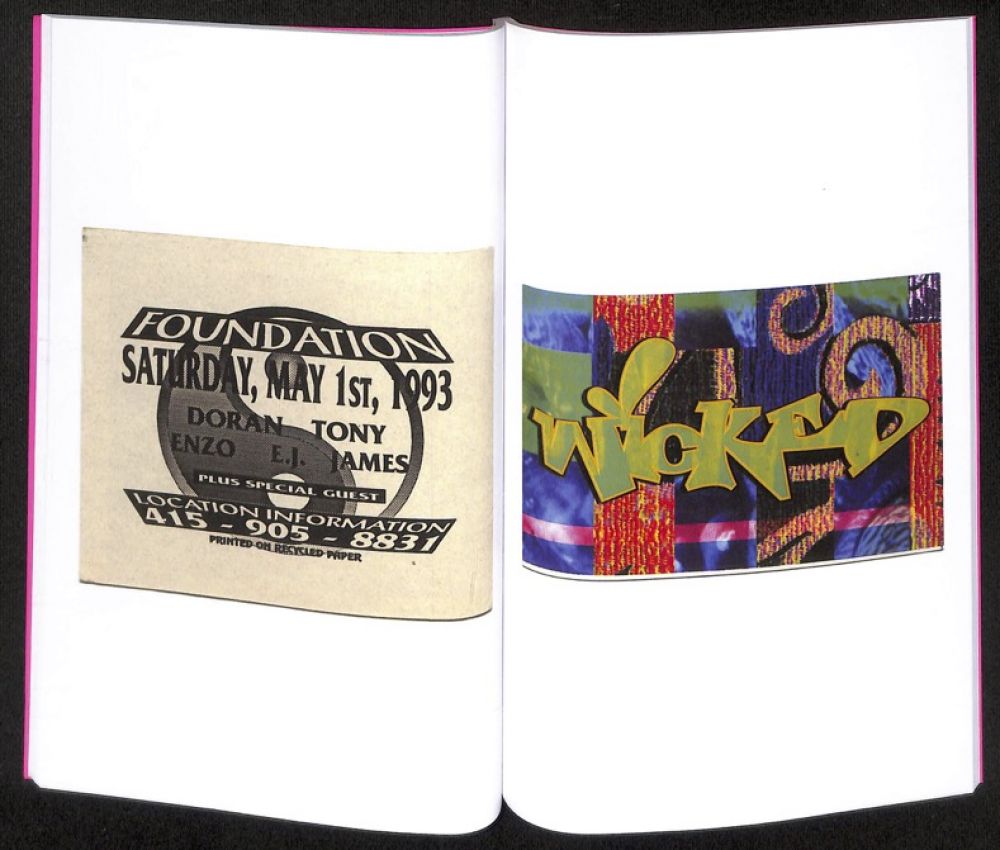 FOUNDATION
SATURDAY, MAY 1ST, 1993
DORAN TONY
ENZO E.J. JAMES
PLUS SPECIAL GUEST
LOCATION INFORMATION
415 - 905 - 8831
PRINTED ON RECYCLED PAPER
WICKED